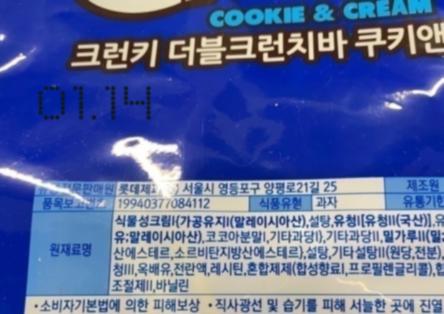 COOKIE & CREAM
크런키 더블크런치바 쿠키앤
01.14
롯데제과 서울시 영등포구 양평로21길 25 제조원
품목보고번호 19940377084112 식품유형 과자 유통기한
원재료명 식물성크림I(가공유지I(말레이시아산),설탕,유청I[유청II(국산)],
유:말레이시아산),코코아분말I,기타과당I),기타과당II,밀가루II(밀:
산에스테르,소르비탄지방산에스테르),설탕,기타설탕II(원당,전분),
청III,옥배유,전란액,레시틴,혼합제제(합성향료I,프로필렌글리콜),
조절제II,바닐린
•소비자기본법에 의한 피해보상 •직사광선 및 습기를 피해 서늘한 곳에 진열